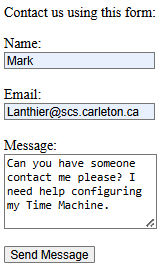 Contact us using this form:
Name:
Mark
Email:
Lanthier@scs.carleton.ca
Message:
Can you have someone
contact me please? I
need help configuring
my Time Machine.
Send Message